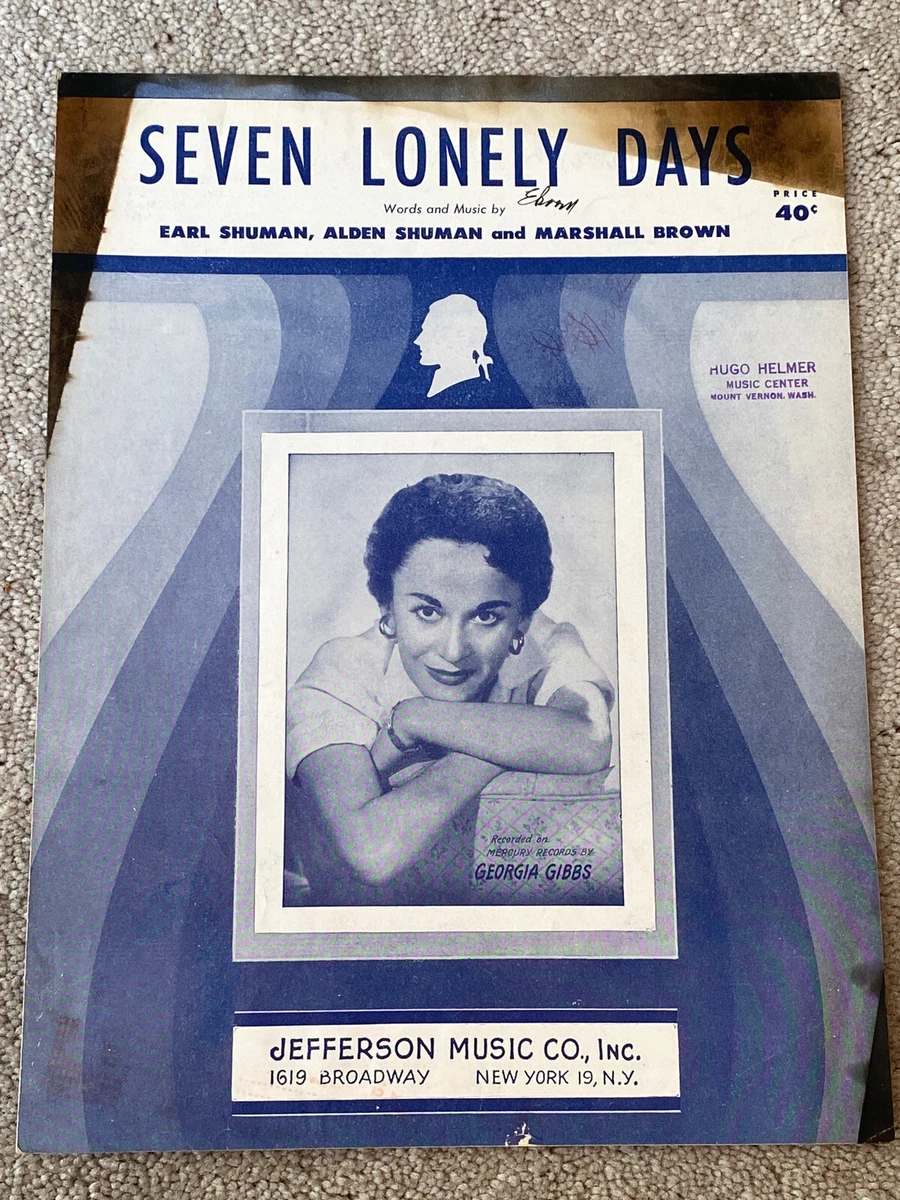 SEVEN LONELY DAYS
Words and Music by
EARL SHUMAN, ALDEN SHUMAN and MARSHALL BROWN
PRICE
40¢
HUGO HELMER
MUSIC CENTER
MOUNT VERNON, WASH.
Recorded on
MERCURY RECORDS BY
GEORGIA GIBBS
JEFFERSON MUSIC CO., INC.
1619 BROADWAY NEW YORK 19, N.Y.